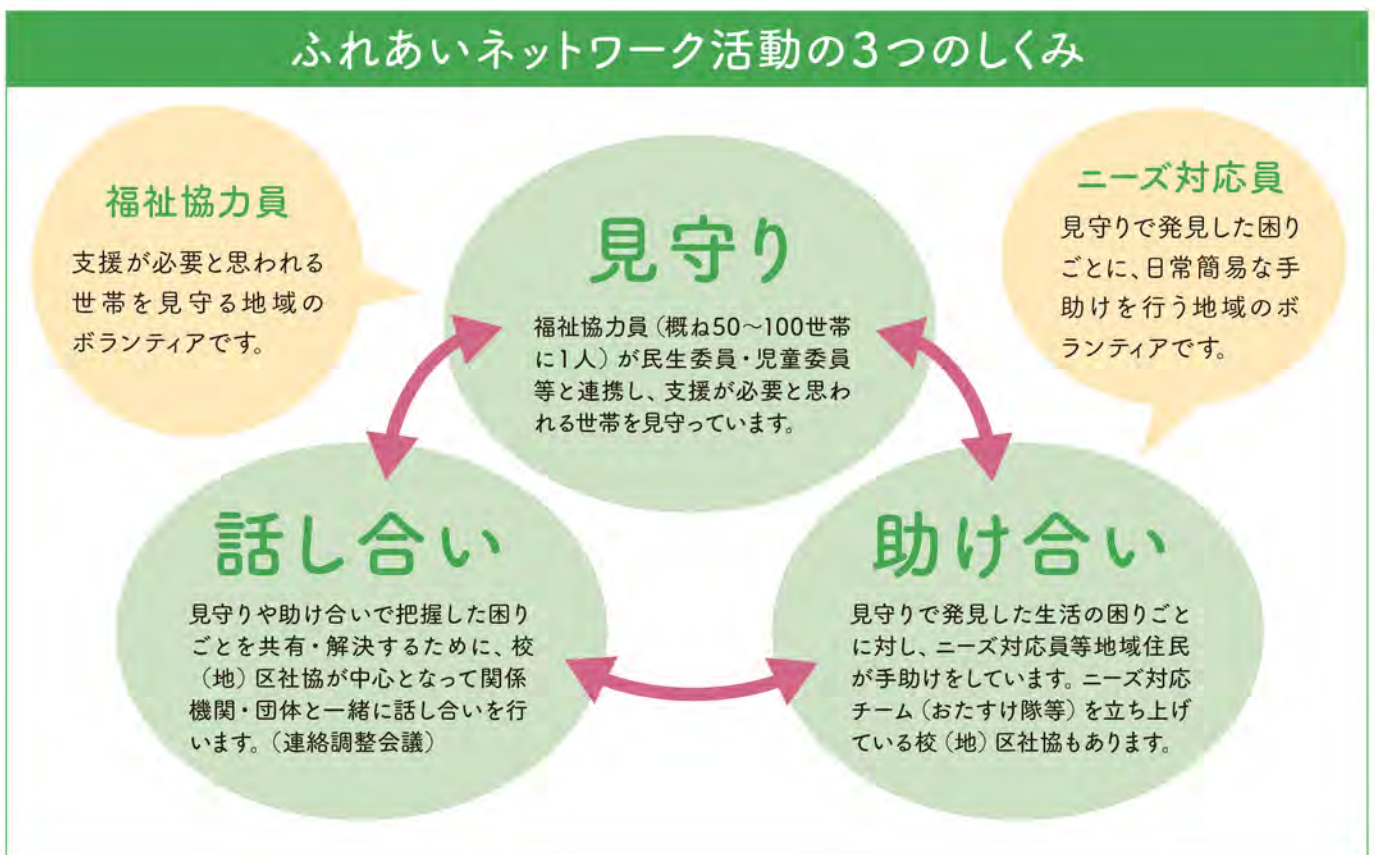 ふれあいネットワーク活動の3つのしくみ
福祉協力員
支援が必要と思われる
世帯を見守る地域の
ボランティアです。
見守り
福祉協力員（概ね50～100世帯
に1人）が民生委員・児童委員
等と連携し、支援が必要と思わ
れる世帯を見守っています。
ニーズ対応員
見守りで発見した困り
ごとに、日常簡易な手
助けを行う地域のボ
ランティアです。
話し合い
見守りや助け合いで把握した困り
ごとを共有・解決するために、校
（地）区社協が中心となって関係
機関・団体と一緒に話し合いを行
います。（連絡調整会議）
助け合い
見守りで発見した生活の困りごと
に対し、ニーズ対応員等地域住民
が手助けをしています。ニーズ対応
チーム（おたすけ隊等）を立ち上げ
ている校（地）区社協もあります。